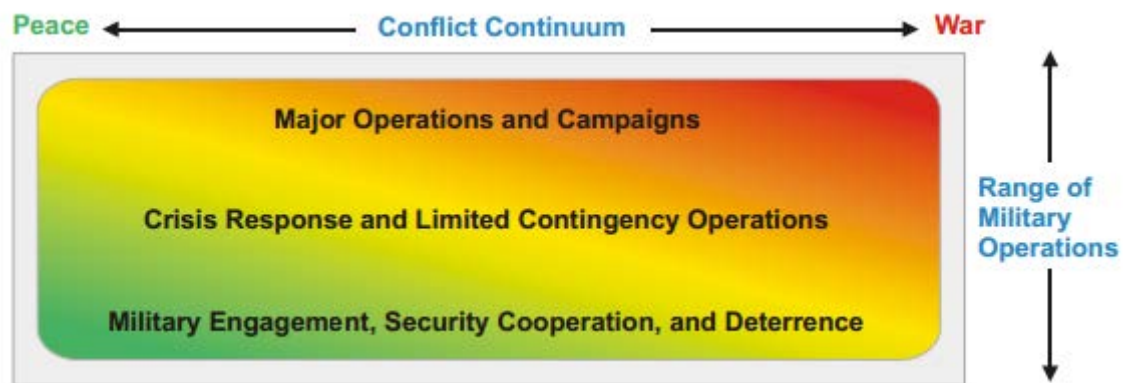 Peace Conflict Continuum War
Major Operations and Campaigns
Crisis Response and Limited Contingency Operations
Military Engagement, Security Cooperation, and Deterrence
Range of
Military
Operations